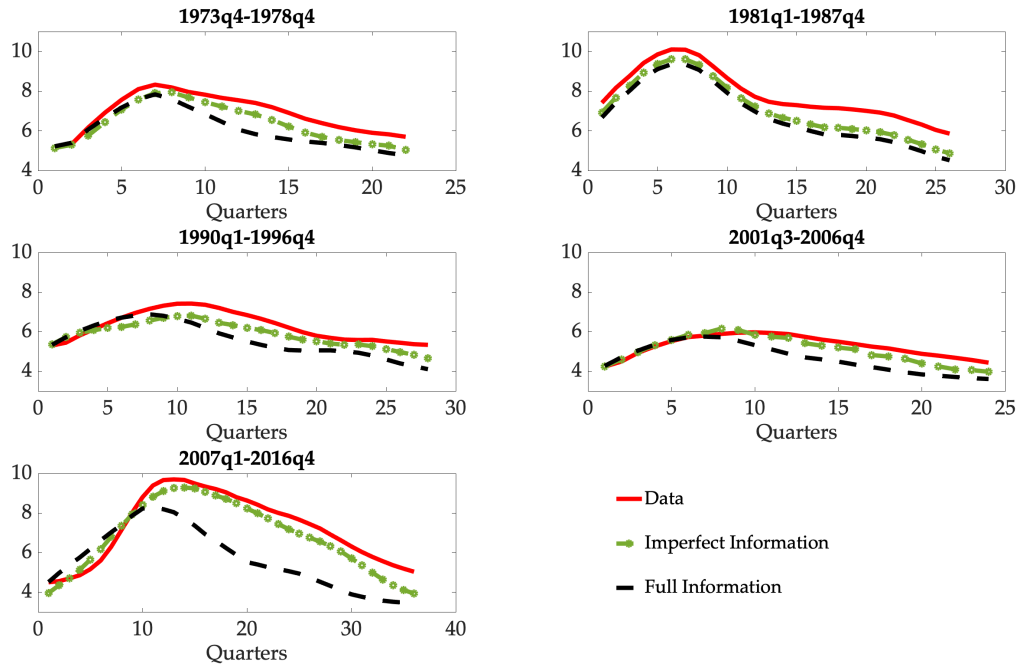 1973q4-1978q4
10
8
6
4
0 5 10 15 20 25
Quarters
1981q1-1987q4
10
8
6
4
0 5 10 15 20 25 30
Quarters
1990q1-1996q4
10
8
6
4
0 5 10 15 20 25 30
Quarters
2001q3-2006q4
10
8
6
4
0 5 10 15 20 25
Quarters
2007q1-2016q4
10
8
6
4
0 10 20 30 40
Quarters
Data
Imperfect Information
Full Information